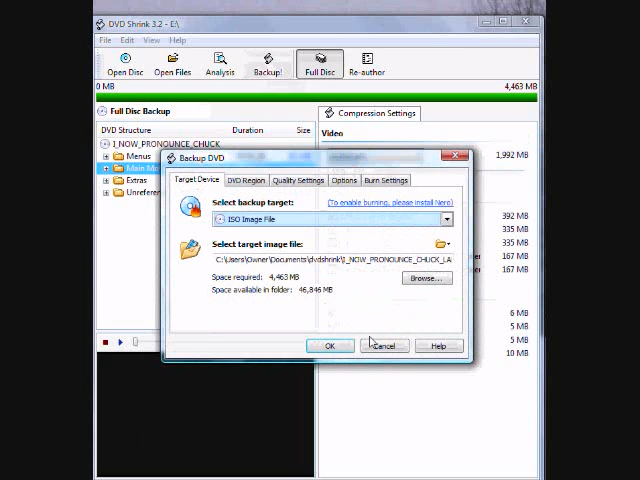 DVD Shrink 3.2 - E:\
File Edit View Help
Open Disc Open Files Analysis Backup! Full Disc Re-author
0 MB 4,463 MB
Full Disc Backup
Compression Settings
DVD Structure Duration Size
Video
I_NOW_PRONOUNCE_CHUCK
Menus
1,992 MB
Main
Extras
Backup DVD
Target Device DVD Region Quality Settings Options Burn Settings
Select backup target: (To enable burning, please install Nero)
ISO Image File
Select target image file:
C:\Users\Owner\Documents\dvdshrink\I_NOW_PRONOUNCE_CHUCK_LA
Space required: 4,463 MB
Browse...
Space available in folder: 46,846 MB
OK Cancel Help
392 MB
335 MB
224 MB
167 MB
167 MB
6 MB
5 MB
5 MB
10 MB